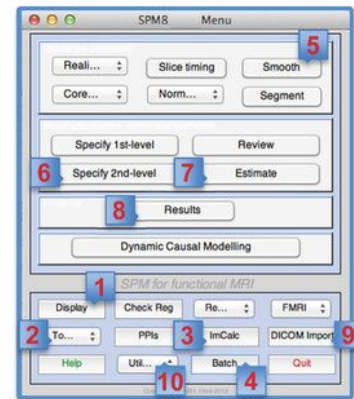 SPM8 Menu
5
Reali... Slice timing Smooth
Core... Norm... Segment
Specify 1st-level Review
6 Specify 2nd-level 7 Estimate
8 Results
Dynamic Causal Modelling
SPM for functional MRI
1
Display Check Reg Re... FMRI
2 To... PPIs 3 ImCalc DICOM Import 9
Help Util... Batch Quit
10 4